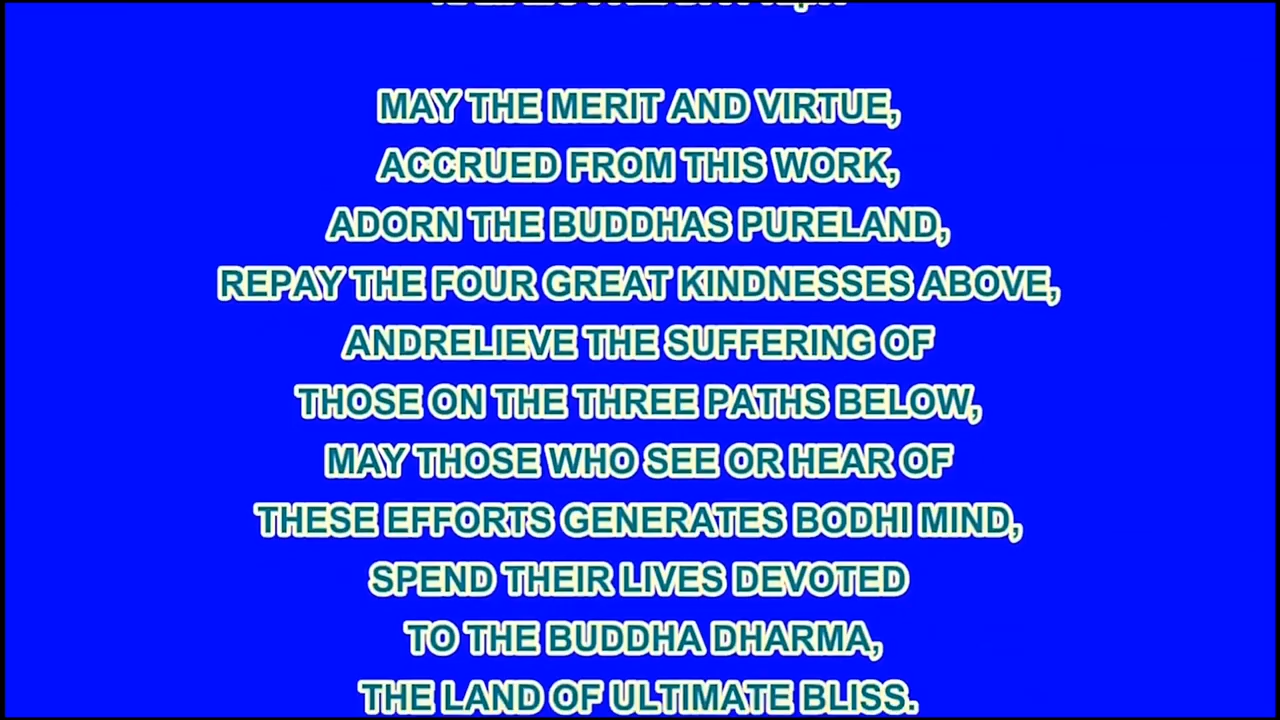 MAY THE MERIT AND VIRTUE,
ACCRUED FROM THIS WORK,
ADORN THE BUDDHAS PURELAND,
REPAY THE FOUR GREAT KINDNESSES ABOVE,
ANDRELIEVE THE SUFFERING OF
THOSE ON THE THREE PATHS BELOW,
MAY THOSE WHO SEE OR HEAR OF
THESE EFFORTS GENERATES BODHI MIND,
SPEND THEIR LIVES DEVOTED
TO THE BUDDHA DHARMA,
THE LAND OF ULTIMATE BLISS.